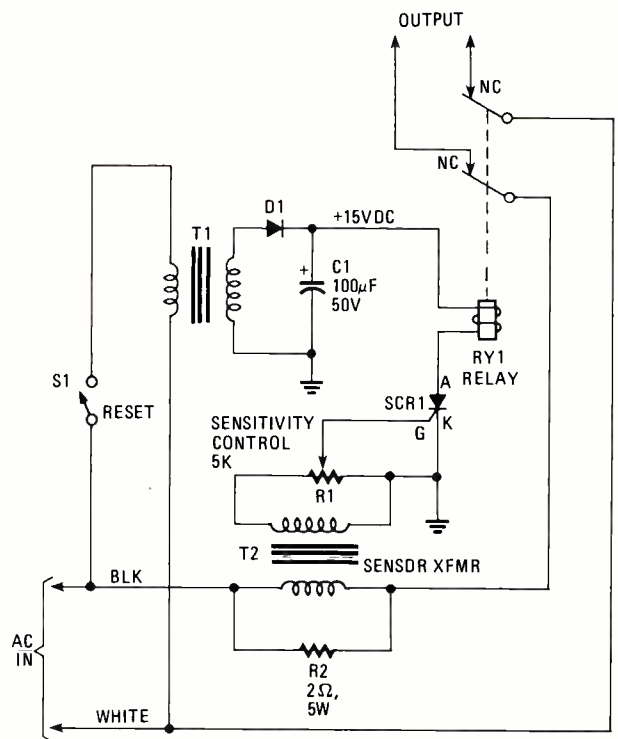 OUTPUT
NC
NC
D1
+15VDC
T1
+
C1
100μF
50V
RY1
RELAY
S1
RESET
A
SCR1
G
K
SENSITIVITY
CONTROL
5K
R1
T2
SENSDR XFMR
BLK
AC
IN
R2
2Ω,
5W
WHITE